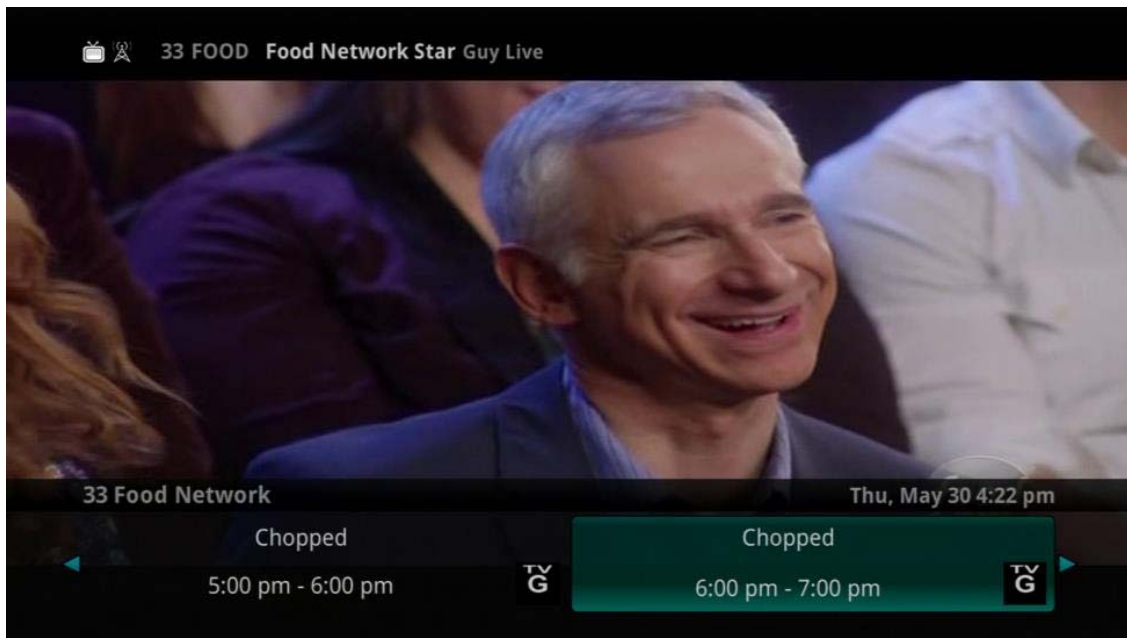 33 FOOD Food Network Star Guy Live
33 Food Network Thu, May 30 4:22 pm
Chopped Chopped
5:00 pm - 6:00 pm TV G 6:00 pm - 7:00 pm TV G